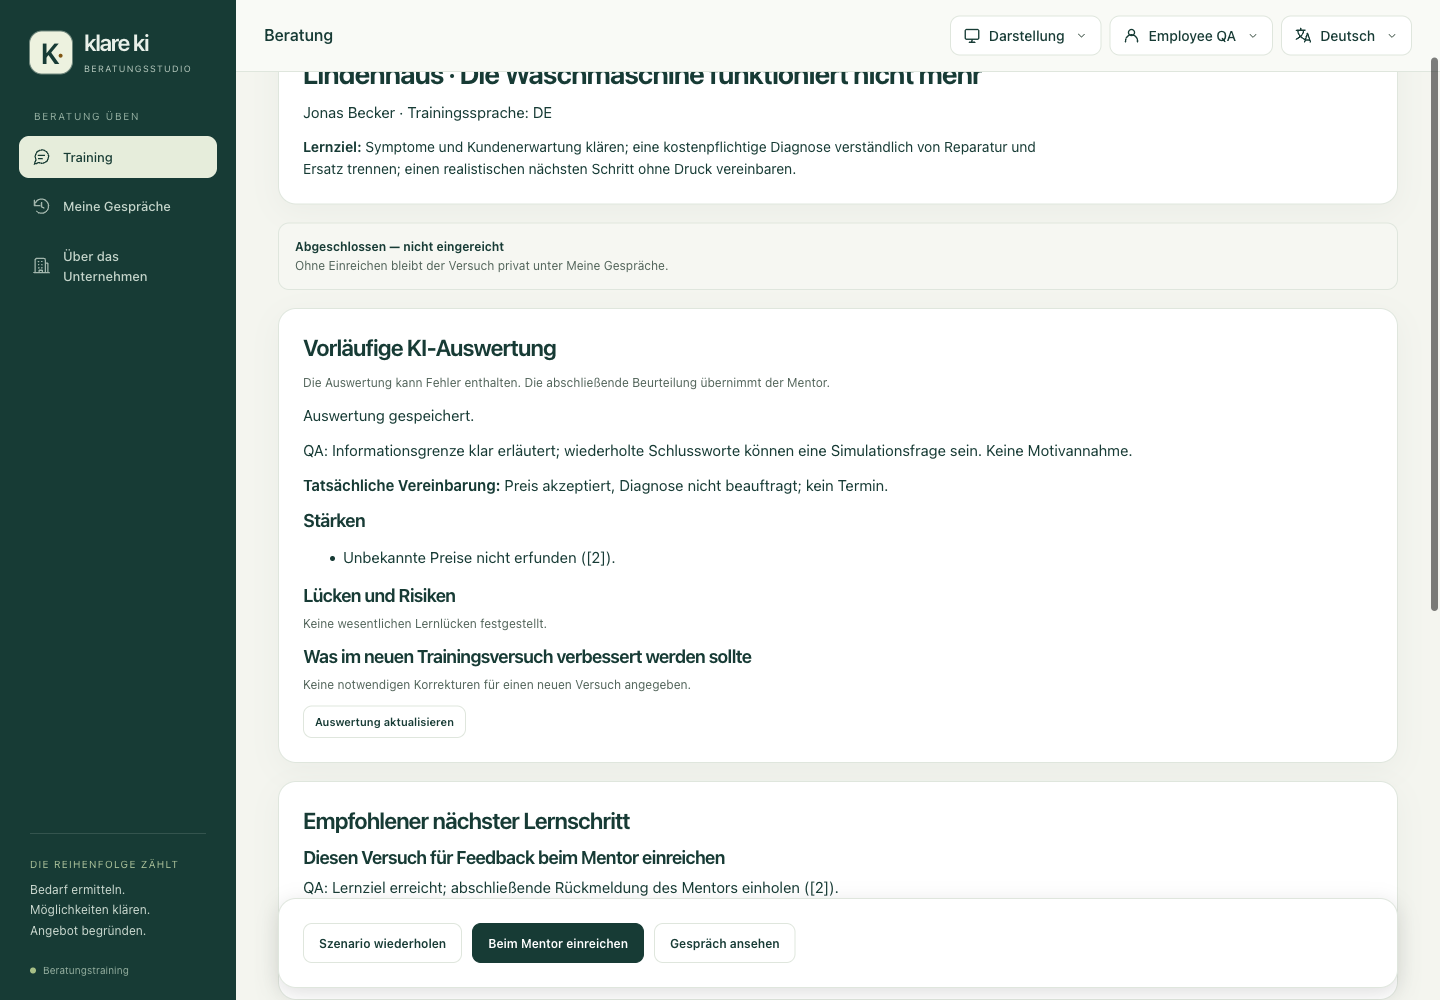 K
klare ki
BERATUNGSSTUDIO
BERATUNG ÜBEN
Training
Meine Gespräche
Über das
Unternehmen
DIE REIHENFOLGE ZÄHLT
Bedarf ermitteln.
Möglichkeiten klären.
Angebot begründen.
Beratungstraining
Beratung
Darstellung
Employee QA
Deutsch
Lindenhaus · Die Waschmaschine funktioniert nicht mehr
Jonas Becker · Trainingssprache: DE
Lernziel: Symptome und Kundenerwartung klären; eine kostenpflichtige Diagnose verständlich von Reparatur und
Ersatz trennen; einen realistischen nächsten Schritt ohne Druck vereinbaren.
Abgeschlossen — nicht eingereicht
Ohne Einreichen bleibt der Versuch privat unter Meine Gespräche.
Vorläufige KI-Auswertung
Die Auswertung kann Fehler enthalten. Die abschließende Beurteilung übernimmt der Mentor.
Auswertung gespeichert.
QA: Informationsgrenze klar erläutert; wiederholte Schlussworte können eine Simulationsfrage sein. Keine Motivannahme.
Tatsächliche Vereinbarung: Preis akzeptiert, Diagnose nicht beauftragt; kein Termin.
Stärken
• Unbekannte Preise nicht erfunden ([2]).
Lücken und Risiken
Keine wesentlichen Lernlücken festgestellt.
Was im neuen Trainingsversuch verbessert werden sollte
Keine notwendigen Korrekturen für einen neuen Versuch angegeben.
Auswertung aktualisieren
Empfohlener nächster Lernschritt
Diesen Versuch für Feedback beim Mentor einreichen
QA: Lernziel erreicht; abschließende Rückmeldung des Mentors einholen ([2]).
Szenario wiederholen
Beim Mentor einreichen
Gespräch ansehen